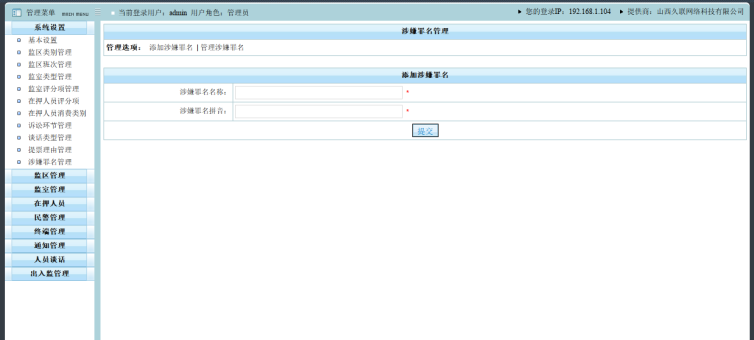 管理菜单 MAIN MENU
当前登录用户：admin 用户角色：管理员
您的登录IP：192.168.1.104
提供商：山西久联网络科技有限公司
系统设置
基本设置
监区类别管理
监区班次管理
监室类型管理
监室评分项管理
在押人员评分项
在押人员消费类别
诉讼环节管理
谈话类型管理
提票理由管理
涉嫌罪名管理
监区管理
监室管理
在押人员
民警管理
终端管理
通知管理
人员谈话
出入监管理
涉嫌罪名管理
管理选项： 添加涉嫌罪名 | 管理涉嫌罪名
添加涉嫌罪名
涉嫌罪名名称： *
涉嫌罪名拼音： *
提交